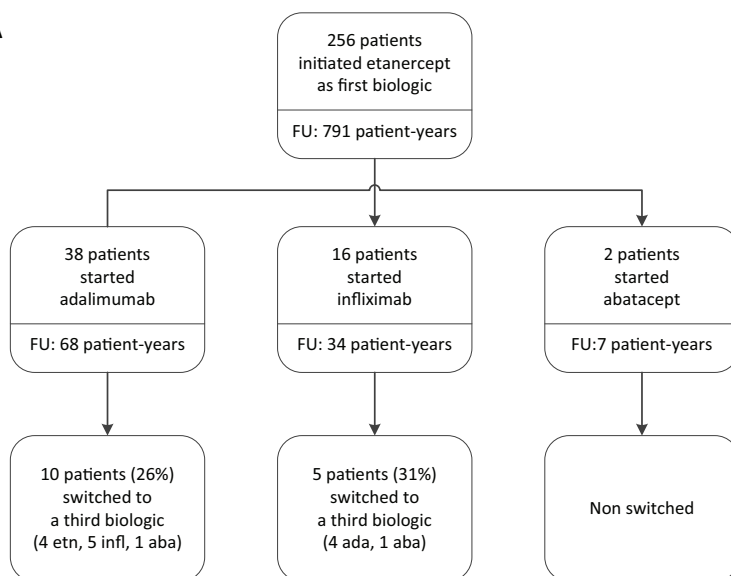 256 patients
initiated etanercept
as first biologic
FU: 791 patient-years
38 patients
started
adalimumab
FU: 68 patient-years
16 patients
started
infliximab
FU: 34 patient-years
2 patients
started
abatacept
FU:7 patient-years
10 patients (26%)
switched to
a third biologic
(4 etn, 5 infl, 1 aba)
5 patients (31%)
switched to
a third biologic
(4 ada, 1 aba)
Non switched